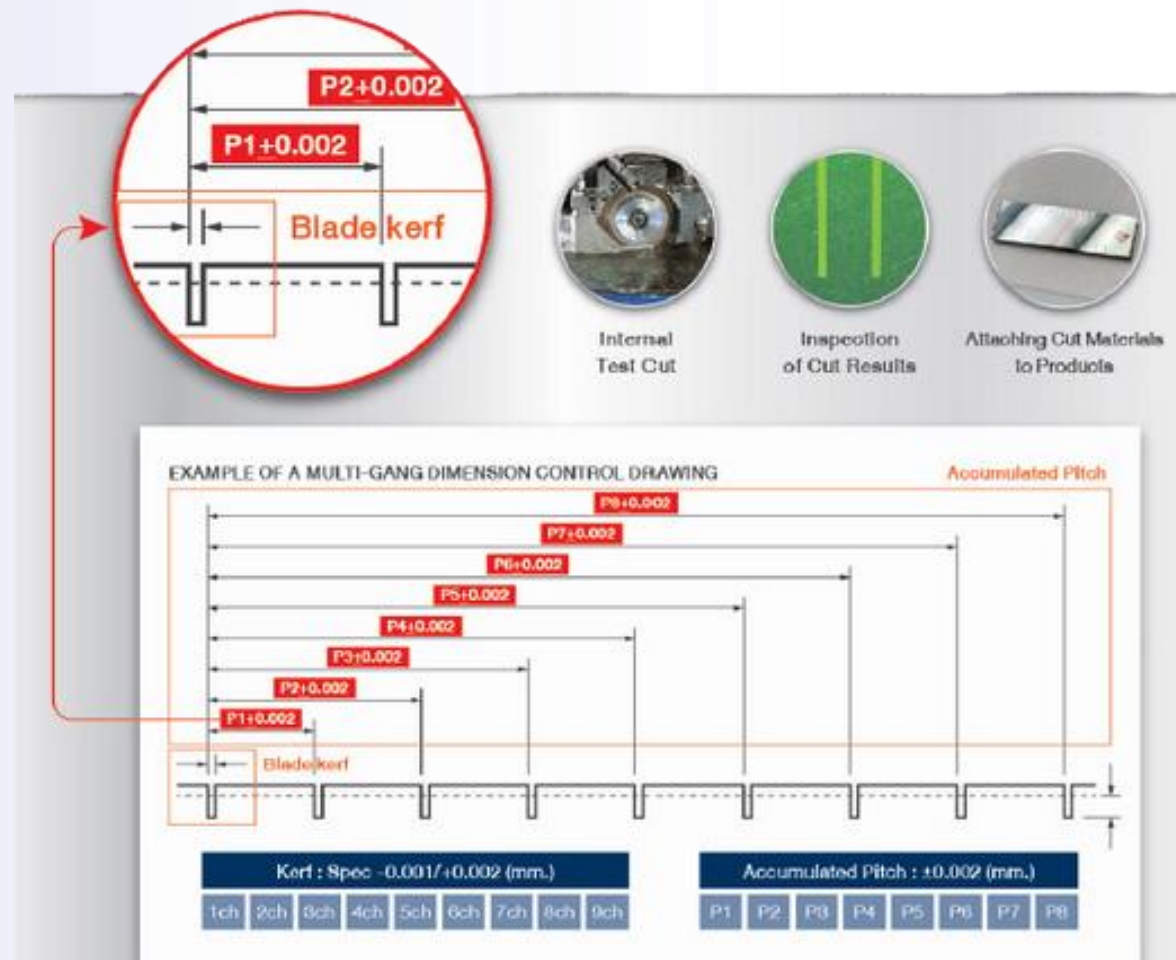 P2±0.002
P1±0.002
Blade kerf
Internal
Test Cut
Inspection
of Cut Results
Attaching Cut Materials
to Products
EXAMPLE OF A MULTI-GANG DIMENSION CONTROL DRAWING
Accumulated Pitch
P8±0.002
P7±0.002
P6±0.002
P5±0.002
P4±0.002
P3±0.002
P2±0.002
P1±0.002
Blade kerf
Kerf : Spec -0.001/+0.002 (mm.)
Accumulated Pitch : ±0.002 (mm.)
1ch 2ch 3ch 4ch 5ch 6ch 7ch 8ch 9ch
P1 P2 P3 P4 P5 P6 P7 P8